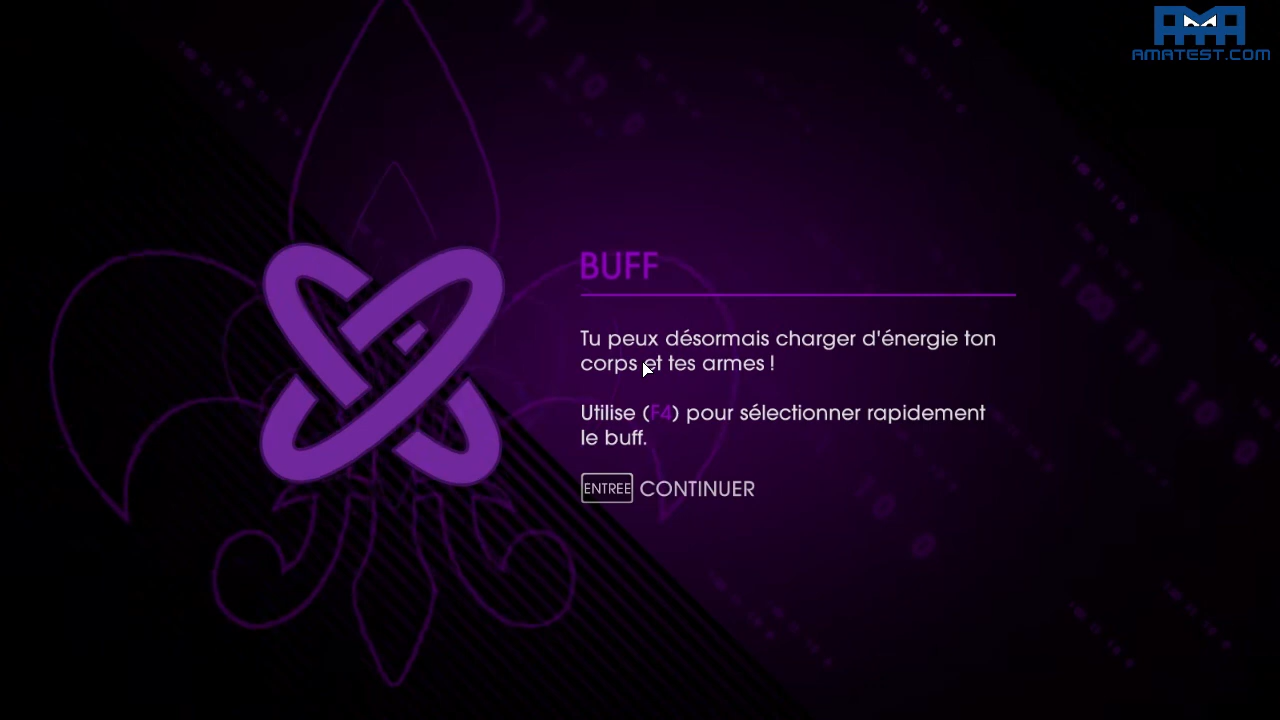 AMATEST.COM
BUFF
Tu peux désormais charger d'énergie ton
corps et tes armes !
Utilise (F4) pour sélectionner rapidement
le buff.
ENTREE CONTINUER